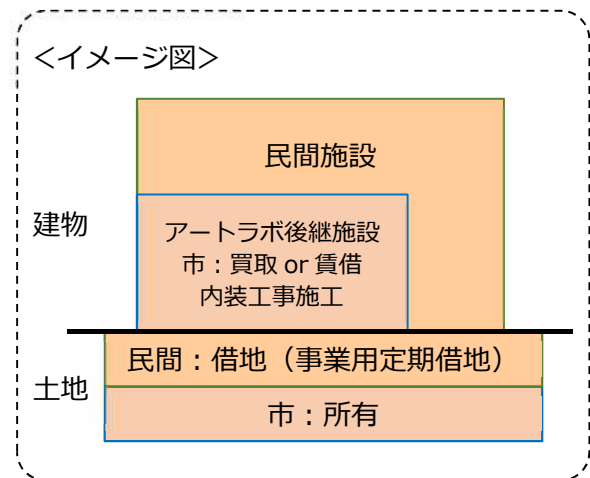 ＜イメージ図＞
民間施設
建物
アートラボ後継施設
市：買取 or 賃借
内装工事施工
民間：借地（事業用定期借地）
土地
市：所有